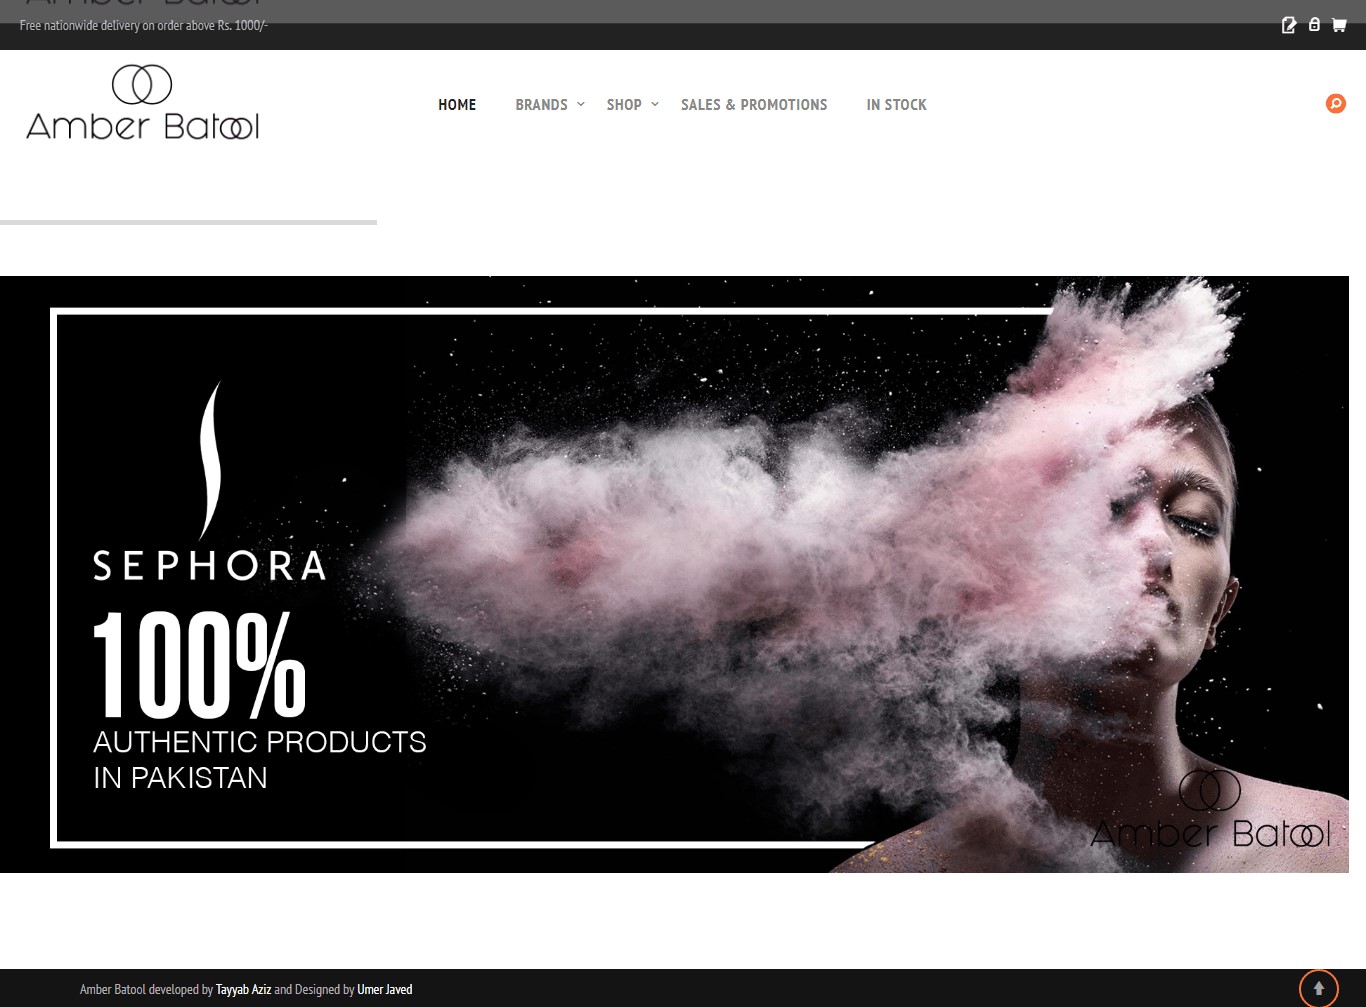 Free nationwide delivery on order above Rs. 1000/-
Amber Batool
HOME BRANDS SHOP SALES & PROMOTIONS IN STOCK
SEPHORA
100%
AUTHENTIC PRODUCTS
IN PAKISTAN
Amber Batool
Amber Batool developed by Tayyab Aziz and Designed by Umer Javed